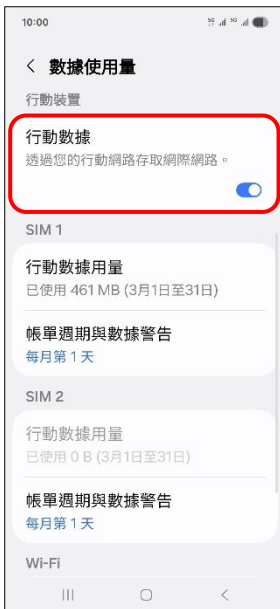 10:00
5G 5G
< 數據使用量
行動裝置
行動數據
透過您的行動網路存取網際網路。
SIM 1
行動數據用量
已使用 461 MB (3月1日至31日)
帳單週期與數據警告
每月第 1 天
SIM 2
行動數據用量
已使用 0 B (3月1日至31日)
帳單週期與數據警告
每月第 1 天
Wi-Fi